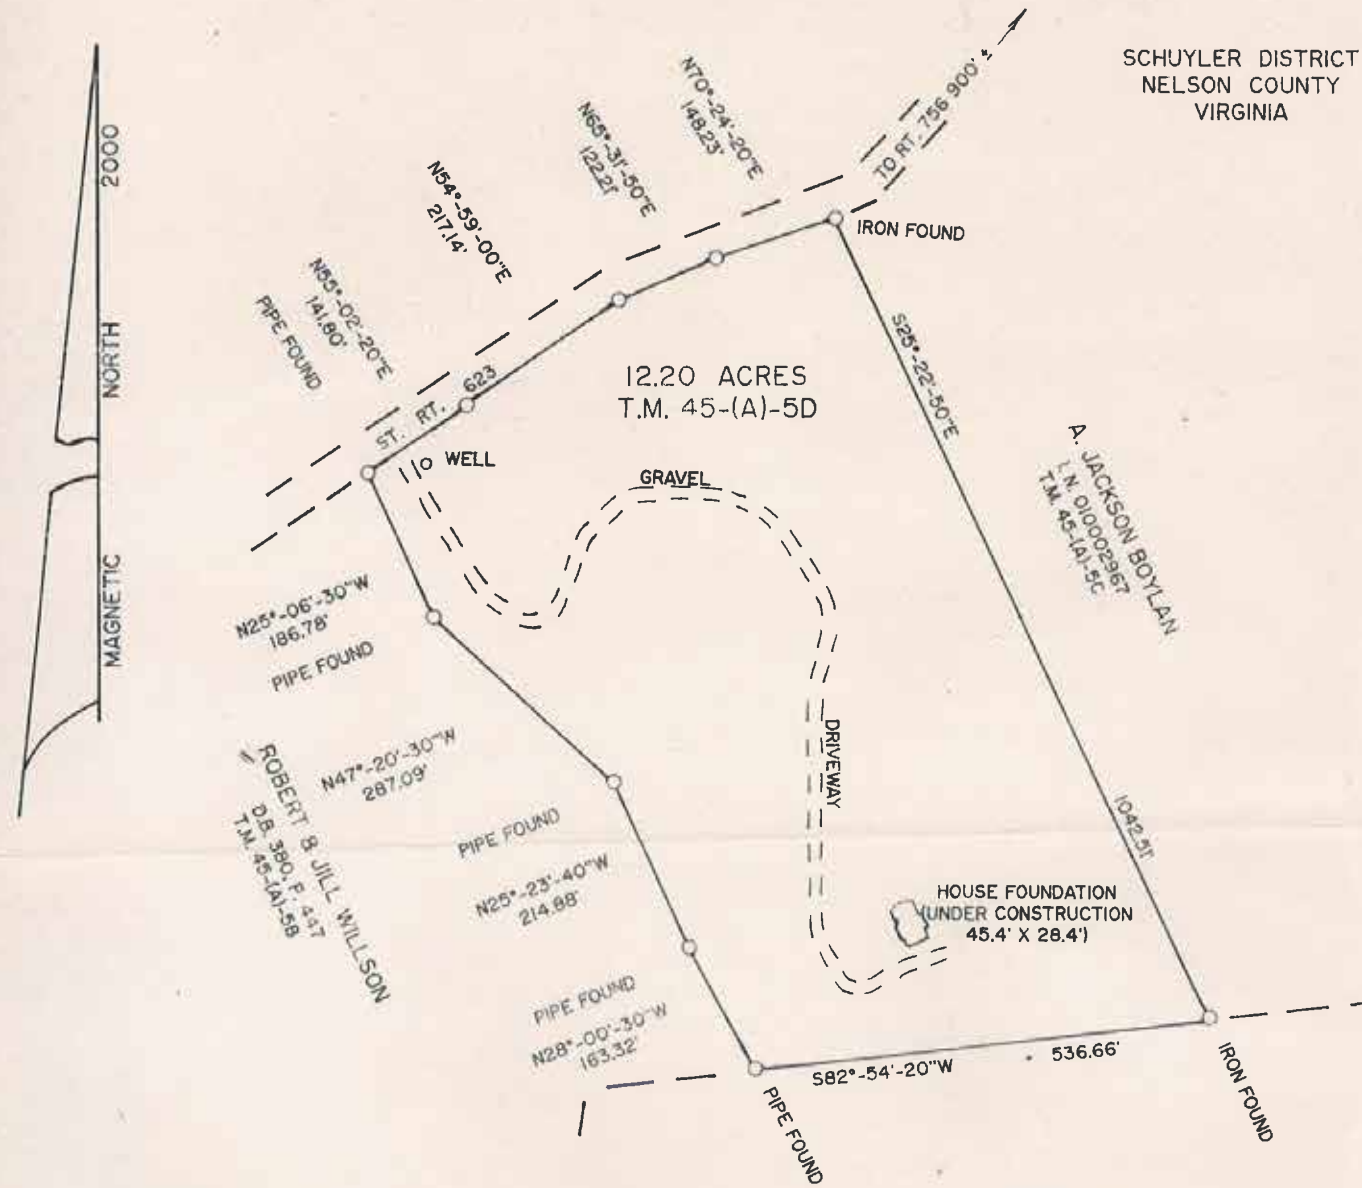 SCHUYLER DISTRICT
NELSON COUNTY
VIRGINIA
2000
NORTH
MAGNETIC
TO RT. 756 900' ±
N70°-24'-20"E
148.23'
N65°-31'-50"E
122.21'
N54°-59'-00"E
217.14'
N55°-02'-20"E
141.80'
PIPE FOUND
IRON FOUND
ST. RT. 623
12.20 ACRES
T.M. 45-(A)-5D
WELL
GRAVEL
DRIVEWAY
S25°-22'-50"E
1042.51'
A. JACKSON BOYLAN
I. N. 010002967
T.M. 45-(A)-5C
N25°-06'-30"W
186.78'
PIPE FOUND
N47°-20'-30"W
287.09'
ROBERT & JILL WILLSON
D.B. 380, P. 447
T.M. 45-(A)-5B
PIPE FOUND
N25°-23'-40"W
214.88'
HOUSE FOUNDATION
(UNDER CONSTRUCTION
45.4' X 28.4')
PIPE FOUND
N28°-00'-30"W
163.32'
S82°-54'-20"W 536.66'
PIPE FOUND
IRON FOUND